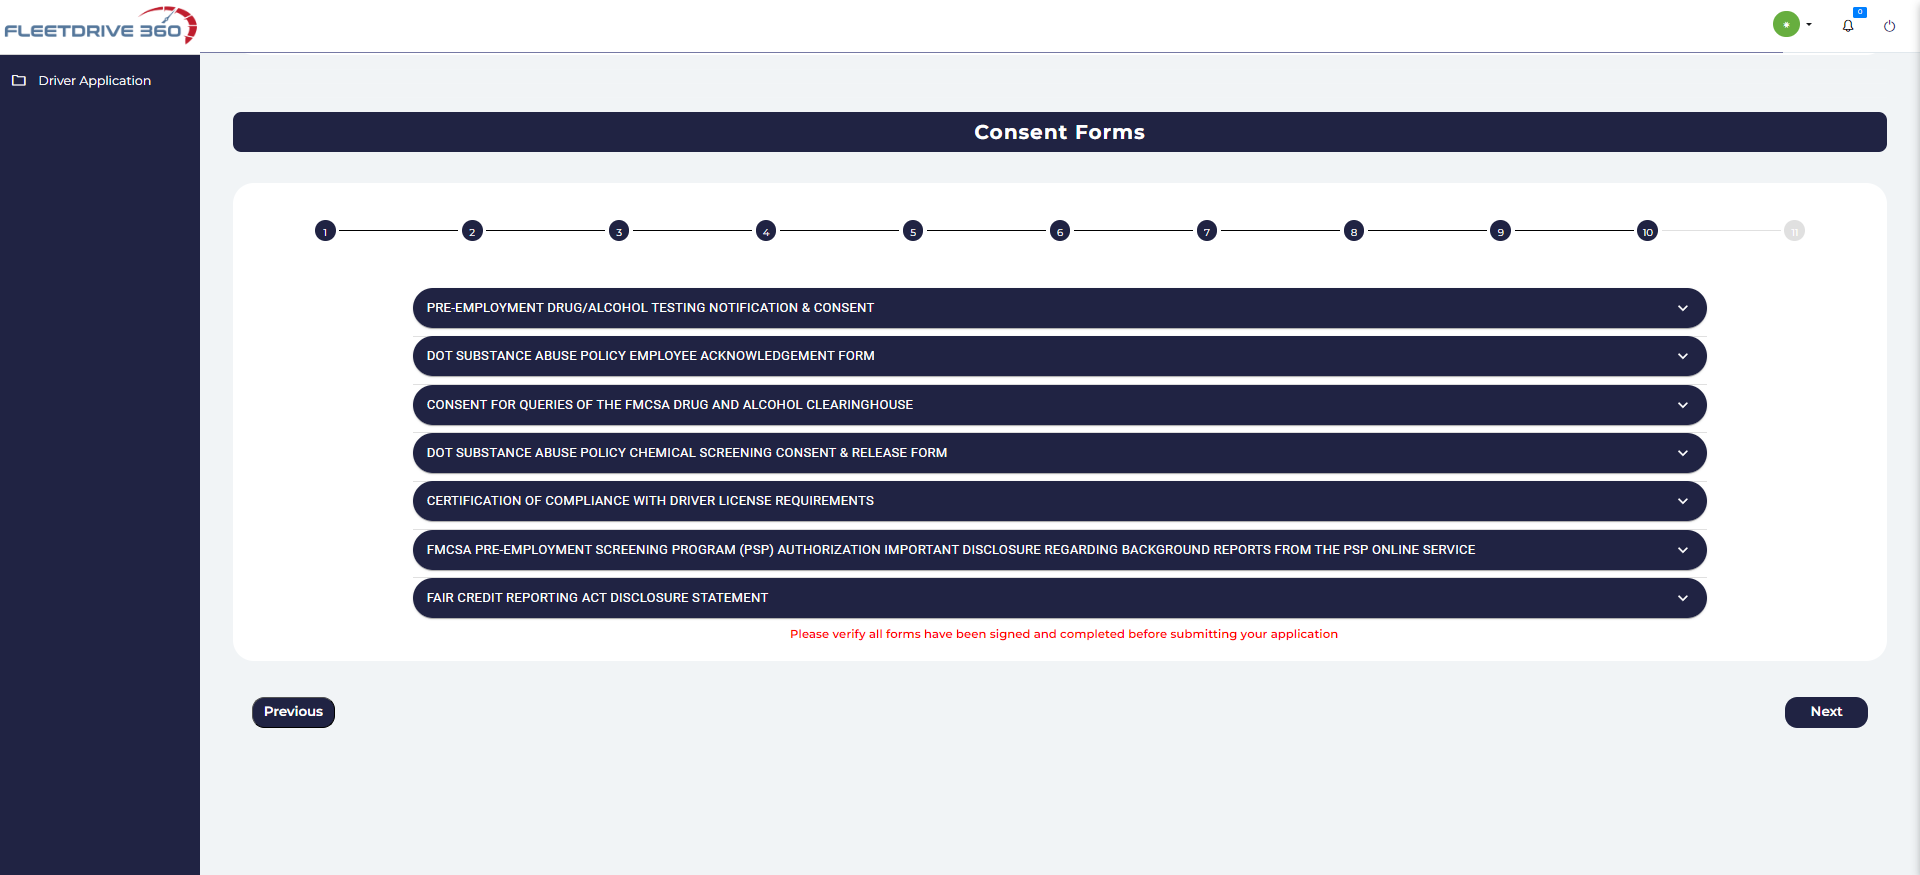 FLEETDRIVE 360
0
Driver Application
Consent Forms
1 2 3 4 5 6 7 8 9 10 11
PRE-EMPLOYMENT DRUG/ALCOHOL TESTING NOTIFICATION & CONSENT
DOT SUBSTANCE ABUSE POLICY EMPLOYEE ACKNOWLEDGEMENT FORM
CONSENT FOR QUERIES OF THE FMCSA DRUG AND ALCOHOL CLEARINGHOUSE
DOT SUBSTANCE ABUSE POLICY CHEMICAL SCREENING CONSENT & RELEASE FORM
CERTIFICATION OF COMPLIANCE WITH DRIVER LICENSE REQUIREMENTS
FMCSA PRE-EMPLOYMENT SCREENING PROGRAM (PSP) AUTHORIZATION IMPORTANT DISCLOSURE REGARDING BACKGROUND REPORTS FROM THE PSP ONLINE SERVICE
FAIR CREDIT REPORTING ACT DISCLOSURE STATEMENT
Please verify all forms have been signed and completed before submitting your application
Previous
Next